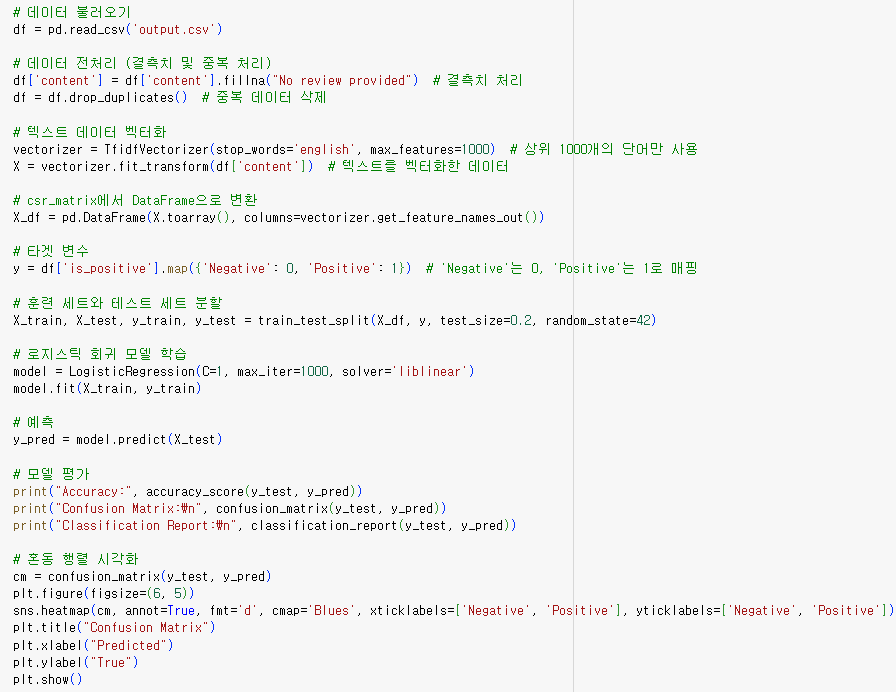 # 데이터 불러오기
df = pd.read_csv('output.csv')
# 데이터 전처리 (결측치 및 중복 처리)
df['content'] = df['content'].fillna("No review provided")  # 결측치 처리
df = df.drop_duplicates()  # 중복 데이터 삭제
# 텍스트 데이터 벡터화
vectorizer = TfidfVectorizer(stop_words='english', max_features=1000)  # 상위 1000개의 단어만 사용
X = vectorizer.fit_transform(df['content'])  # 텍스트를 벡터화한 데이터
# csr_matrix에서 DataFrame으로 변환
X_df = pd.DataFrame(X.toarray(), columns=vectorizer.get_feature_names_out())
# 타겟 변수
y = df['is_positive'].map({'Negative': 0, 'Positive': 1})  # 'Negative'는 0, 'Positive'는 1로 매핑
# 훈련 세트와 테스트 세트 분할
X_train, X_test, y_train, y_test = train_test_split(X_df, y, test_size=0.2, random_state=42)
# 로지스틱 회귀 모델 학습
model = LogisticRegression(C=1, max_iter=1000, solver='liblinear')
model.fit(X_train, y_train)
# 예측
y_pred = model.predict(X_test)
# 모델 평가
print("Accuracy:", accuracy_score(y_test, y_pred))
print("Confusion Matrix:₩n", confusion_matrix(y_test, y_pred))
print("Classification Report:₩n", classification_report(y_test, y_pred))
# 혼동 행렬 시각화
cm = confusion_matrix(y_test, y_pred)
plt.figure(figsize=(6, 5))
sns.heatmap(cm, annot=True, fmt='d', cmap='Blues', xticklabels=['Negative', 'Positive'], yticklabels=['Negative', 'Positive'])
plt.title("Confusion Matrix")
plt.xlabel("Predicted")
plt.ylabel("True")
plt.show()